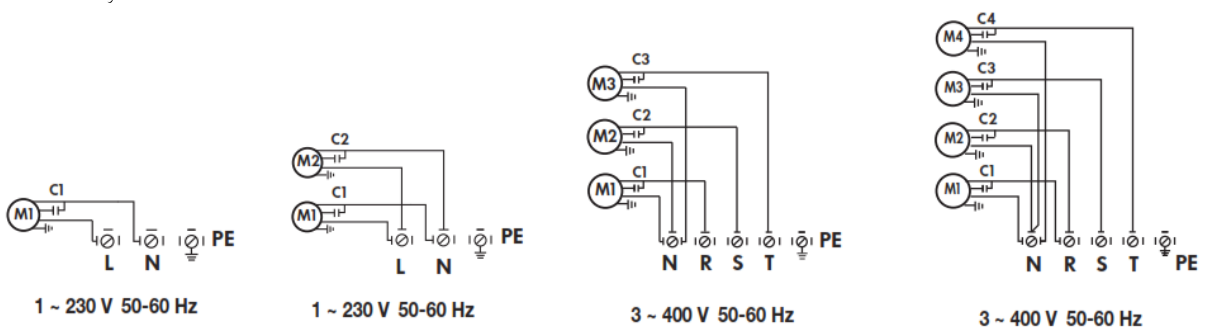 C1
M1
L N PE
1 ~ 230 V 50-60 Hz
C2
M2
C1
M1
L N PE
1 ~ 230 V 50-60 Hz
C3
M3
C2
M2
C1
M1
N R S T PE
3 ~ 400 V 50-60 Hz
C4
M4
C3
M3
C2
M2
C1
M1
N R S T PE
3 ~ 400 V 50-60 Hz